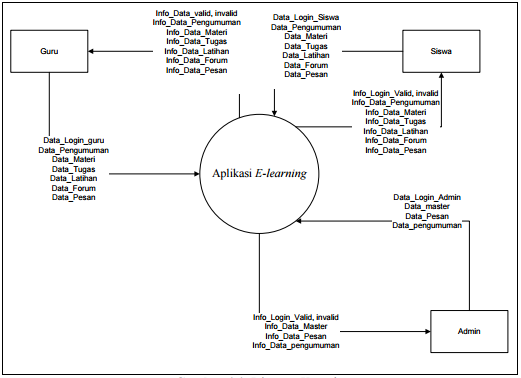 Info_Data_valid, invalid
Info_Data_Pengumuman
Info_Data_Materi
Info_Data_Tugas
Info_Data_Latihan
Info_Data_Forum
Info_Data_Pesan
Data_Login_Siswa
Data_Pengumuman
Data_Materi
Data_Tugas
Data_Latihan
Data_Forum
Data_Pesan
Guru
Siswa
Info_Login_Valid, invalid
Info_Data_Pengumuman
Info_Data_Materi
Info_Data_Tugas
Info_Data_Latihan
Info_Data_Forum
Info_Data_Pesan
Data_Login_guru
Data_Pengumuman
Data_Materi
Data_Tugas
Data_Latihan
Data_Forum
Data_Pesan
Aplikasi E-learning
Data_Login_Admin
Data_master
Data_Pesan
Data_pengumuman
Info_Login_Valid, invalid
Info_Data_Master
Info_Data_Pesan
Info_Data_pengumuman
Admin